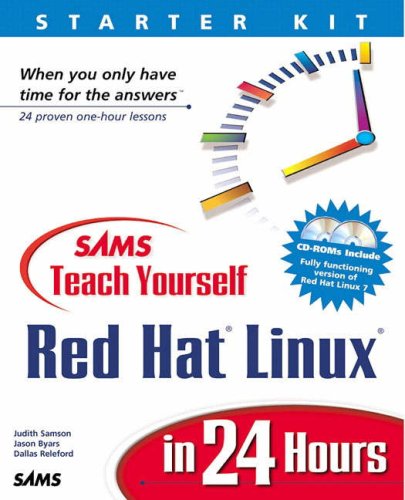 STARTER KIT
When you only have
time for the answers™
24 proven one-hour lessons
CD-ROMs Include
Fully functioning
version of
Red Hat Linux 7
SAMS
Teach Yourself
Red Hat® Linux®
Judith Samson
Jason Byars
Dallas Releford
in 24 Hours
SAMS